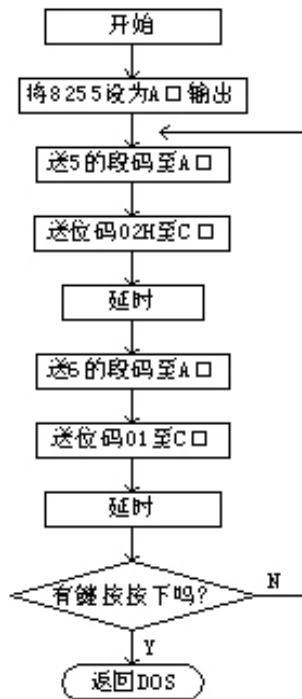 开始
将8255设为A口输出
送5的段码至A口
送位码02H至C口
延时
送6的段码至A口
送位码01至C口
延时
有键按按下吗?
N
Y
返回DOS